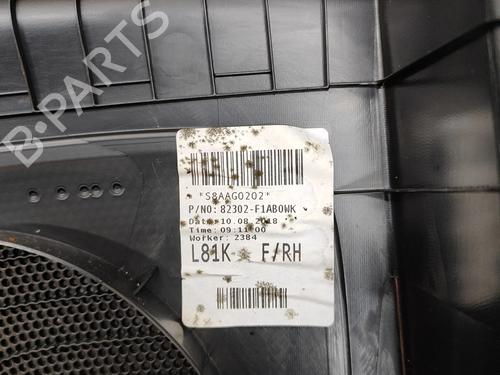 B-PARTS
*S8AAG0202*
P/NO:82302-F1AB0WK
Date: 10.08.2018
Time: 09:11:00
Worker: 2384
L81K- F/RH